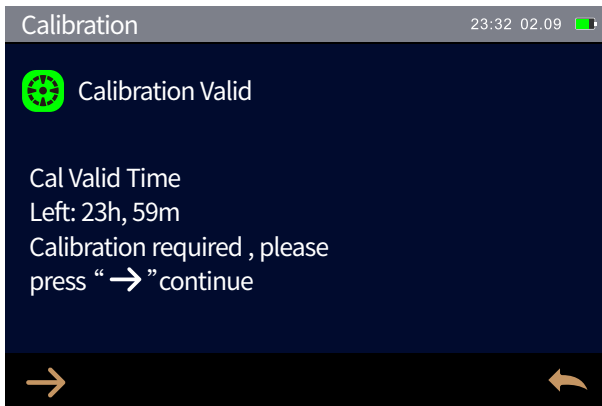 Calibration
23:32 02.09
Calibration Valid
Cal Valid Time
Left: 23h, 59m
Calibration required , please
press “ → ”continue